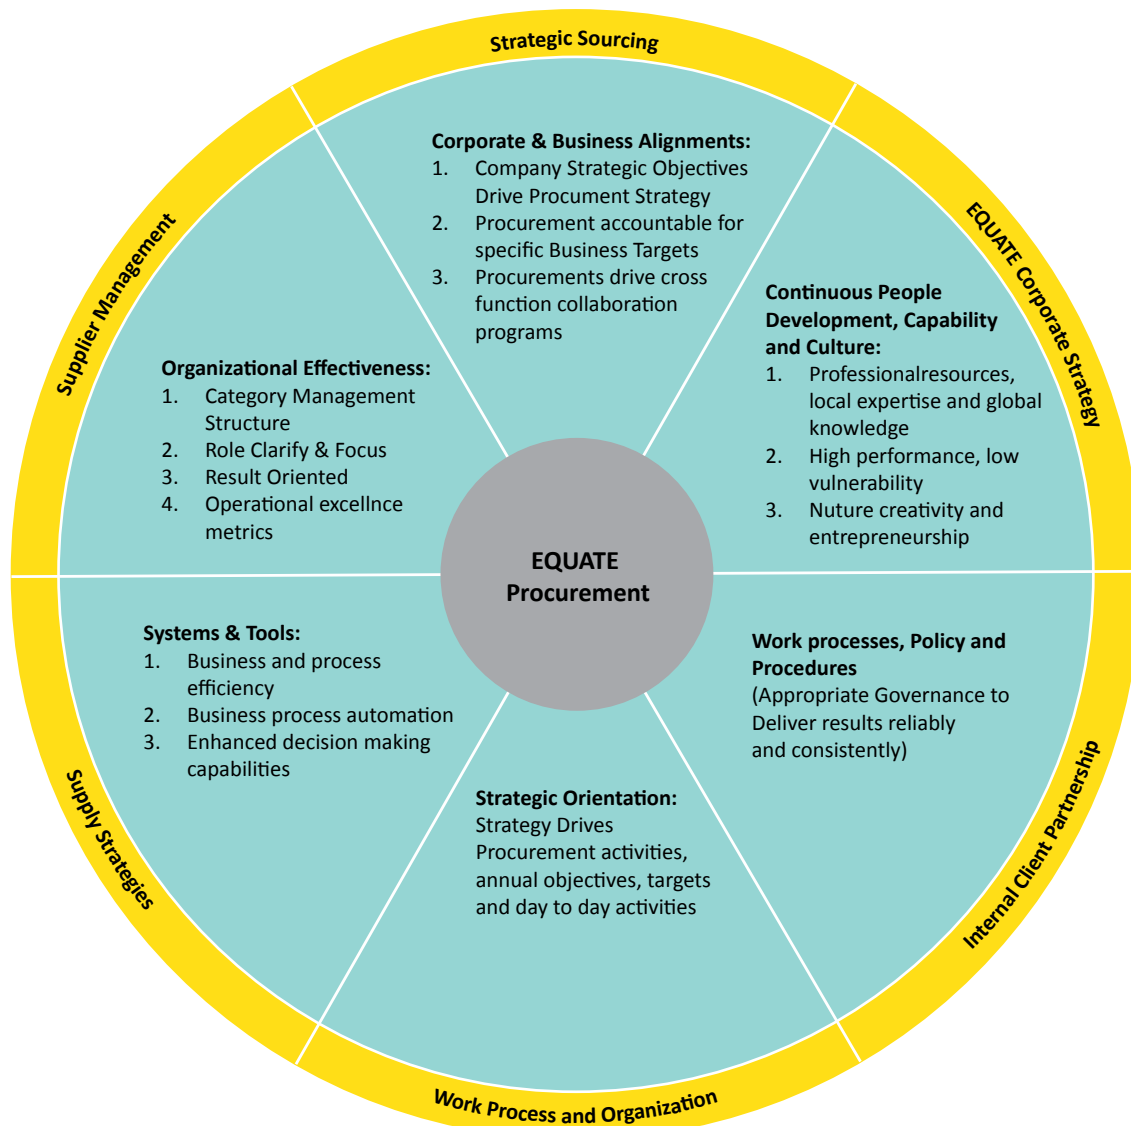 Strategic Sourcing
Corporate & Business Alignments:
1. Company Strategic Objectives
Drive Procument Strategy
2. Procurement accountable for
specific Business Targets
3. Procurements drive cross
function collaboration
programs
EQUATE Corporate Strategy
Continuous People
Development, Capability
and Culture:
1. Professionalresources,
local expertise and global
knowledge
2. High performance, low
vulnerability
3. Nuture creativity and
entrepreneurship
Internal Client Partnership
Work processes, Policy and
Procedures
(Appropriate Governance to
Deliver results reliably
and consistently)
Work Process and Organization
Strategic Orientation:
Strategy Drives
Procurement activities,
annual objectives, targets
and day to day activities
Supply Strategies
Systems & Tools:
1. Business and process
efficiency
2. Business process automation
3. Enhanced decision making
capabilities
Supplier Management
Organizational Effectiveness:
1. Category Management
Structure
2. Role Clarify & Focus
3. Result Oriented
4. Operational excellnce
metrics
EQUATE
Procurement